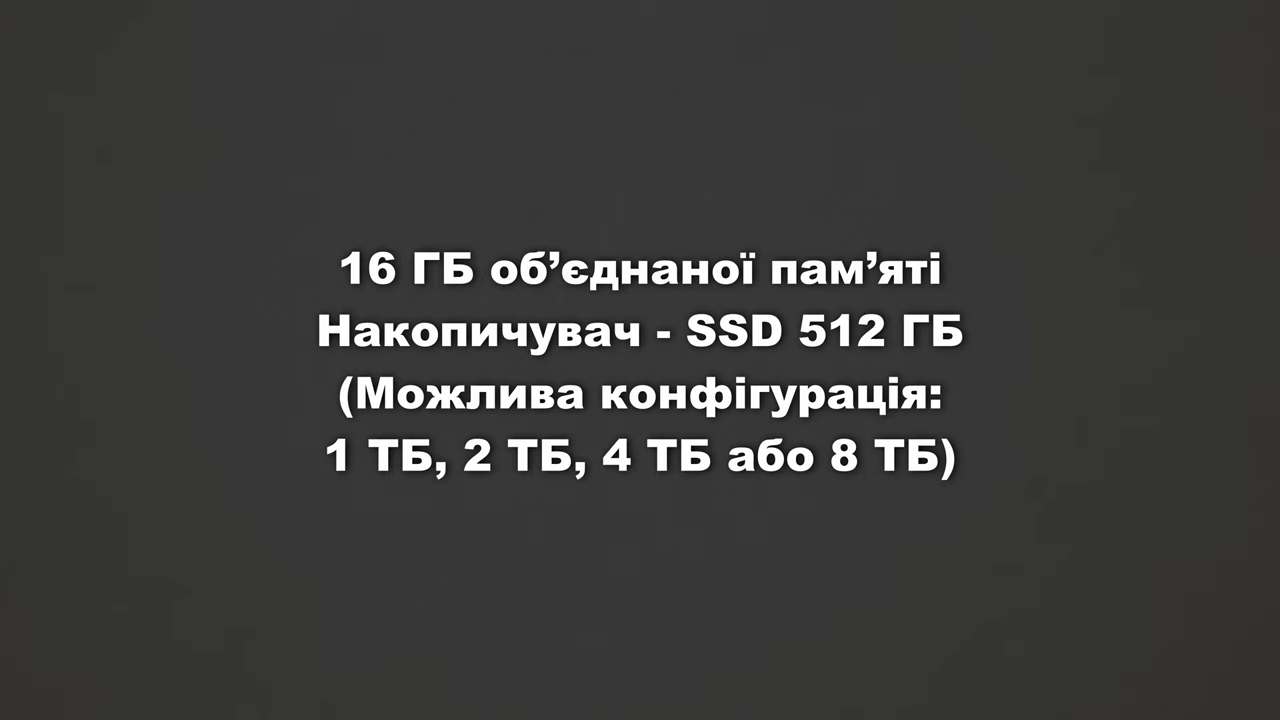 16 ГБ об’єднаної пам’яті
Накопичувач - SSD 512 ГБ
(Можлива конфігурація:
1 ТБ, 2 ТБ, 4 ТБ або 8 ТБ)